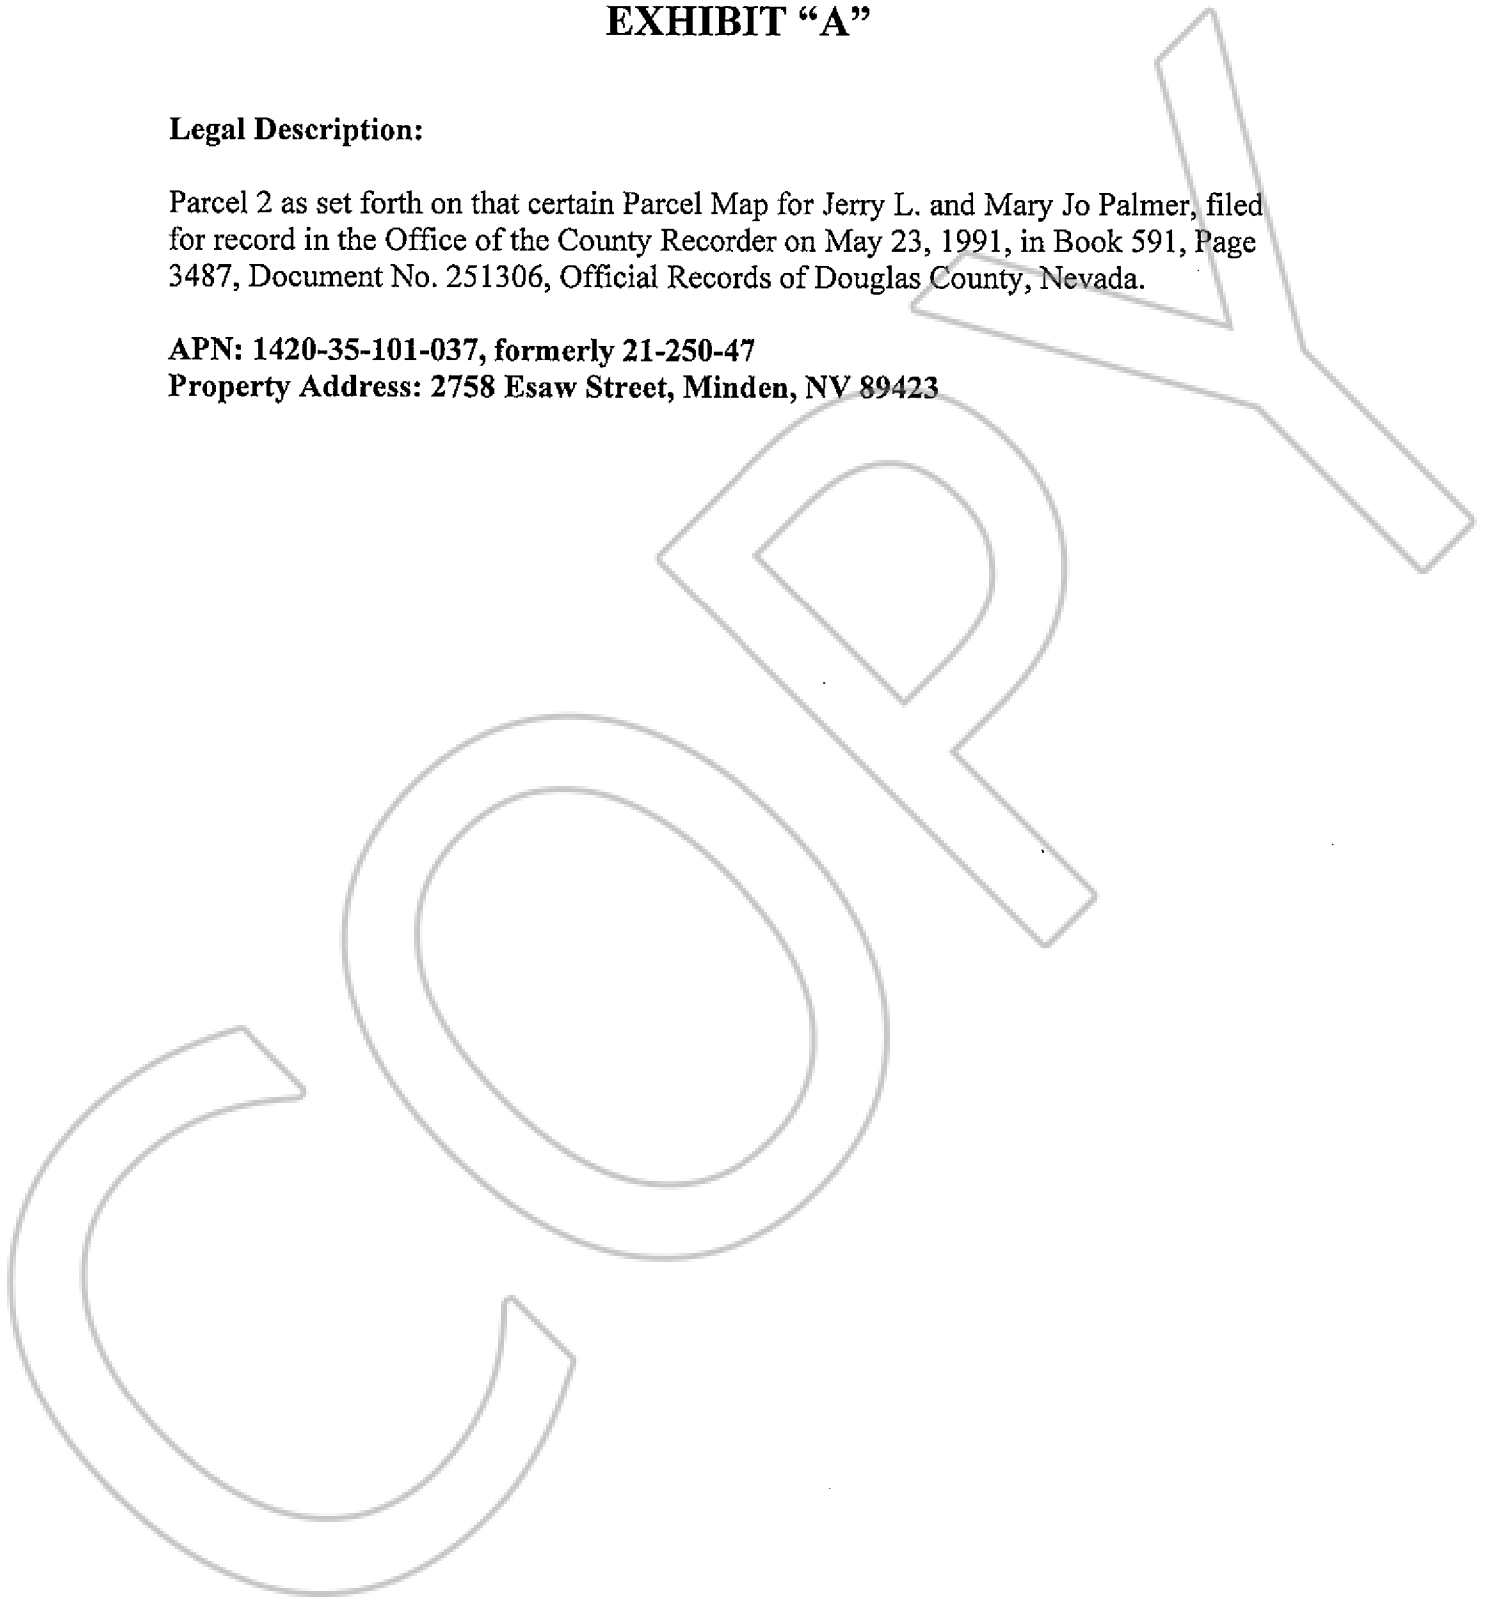 EXHIBIT “A”
Legal Description:
Parcel 2 as set forth on that certain Parcel Map for Jerry L. and Mary Jo Palmer, filed
for record in the Office of the County Recorder on May 23, 1991, in Book 591, Page
3487, Document No. 251306, Official Records of Douglas County, Nevada.
APN: 1420-35-101-037, formerly 21-250-47
Property Address: 2758 Esaw Street, Minden, NV 89423
COPY